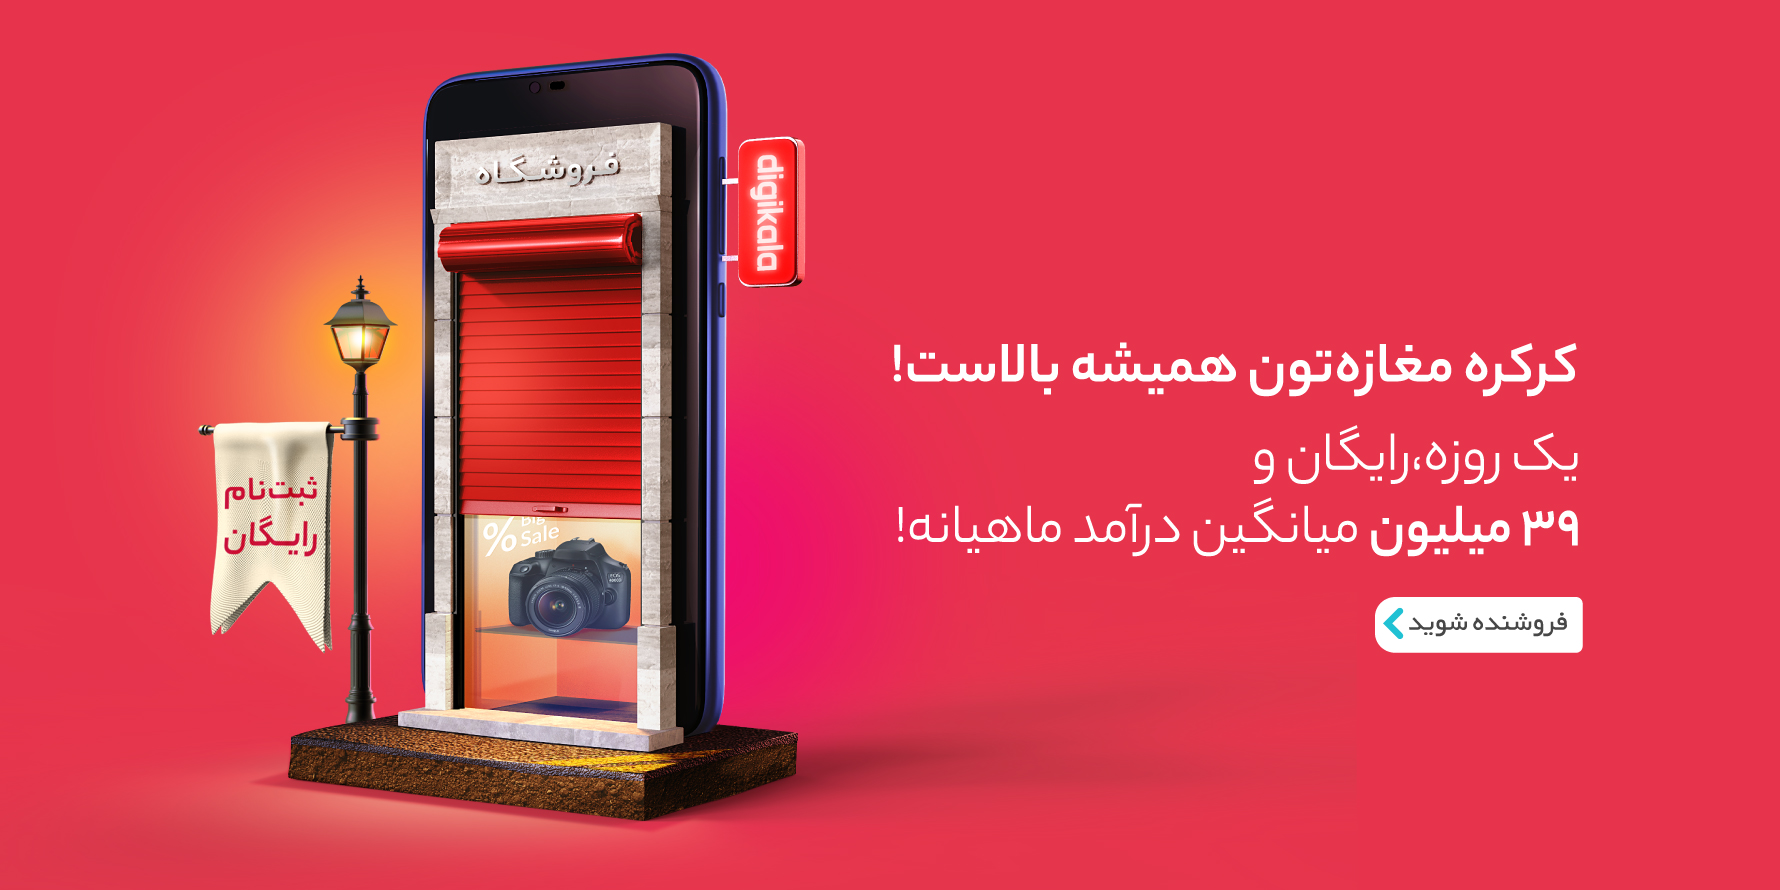 فروشگاه
digikala
کرکره مغازه‌تون همیشه بالاست!
یک روزه،رایگان و
۳۹ میلیون میانگین درآمد ماهیانه!
فروشنده شوید
ثبت‌نام
رایگان
% Big
Sale